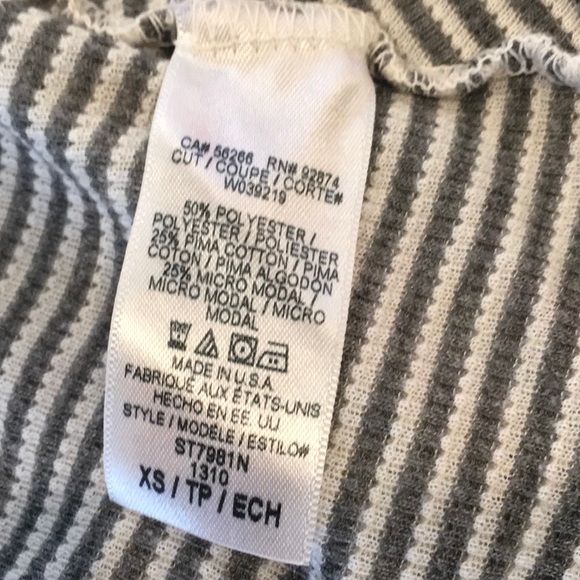 CA# 56266 RN# 92874
CUT / COUPE / CORTE#
W039219
50% POLYESTER /
POLYESTER / POLIESTER
25% PIMA COTTON / PIMA
COTON / PIMA ALGODON
25% MICRO MODAL /
MICRO MODAL / MICRO
MODAL
MADE IN U.S.A
FABRIQUÉ AUX ÉTATS-UNIS
HECHO EN EE. UU
STYLE / MODÈLE / ESTILO#
ST7981N
1310
XS / TP / ECH